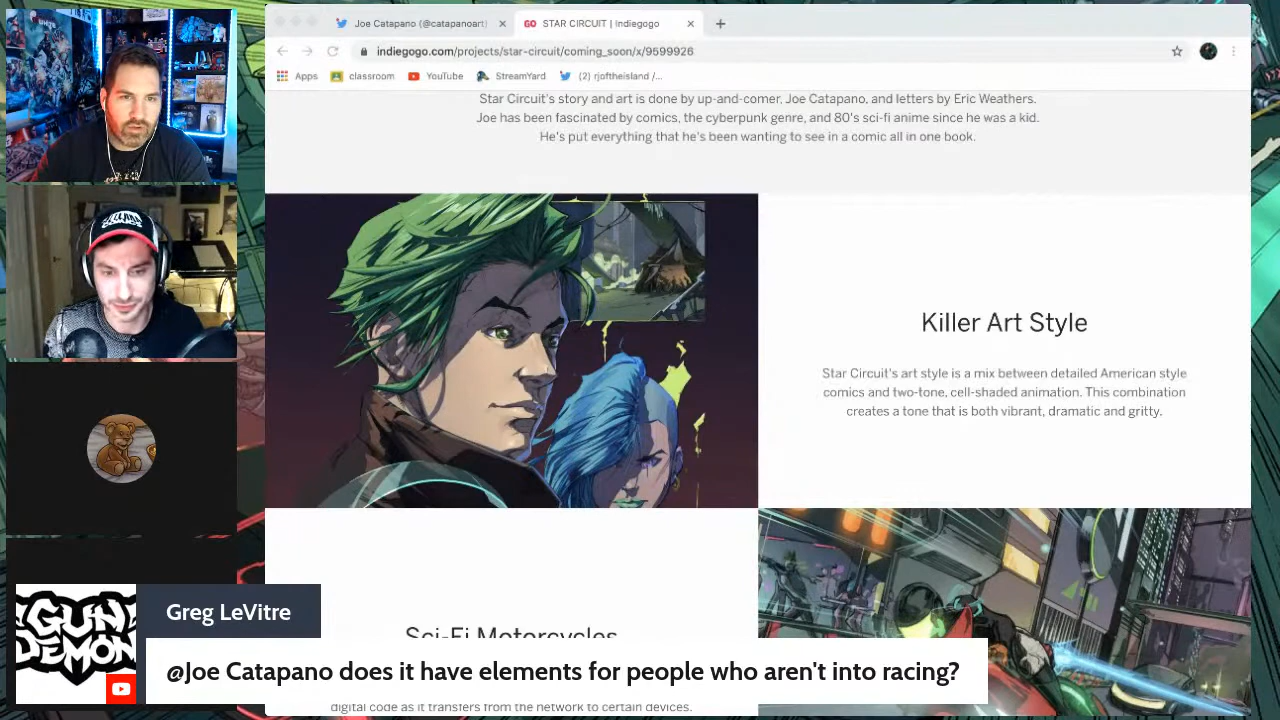 Joe Catapano (@catapanoart)
GO STAR CIRCUIT | Indiegogo
indiegogo.com/projects/star-circuit/coming_soon/x/9599926
Apps
classroom
YouTube
StreamYard
(2) rjoftheisland /...
Star Circuit's story and art is done by up-and-comer, Joe Catapano, and letters by Eric Weathers.
Joe has been fascinated by comics, the cyberpunk genre, and 80's sci-fi anime since he was a kid.
He's put everything that he's been wanting to see in a comic all in one book.
Killer Art Style
Star Circuit's art style is a mix between detailed American style
comics and two-tone, cell-shaded animation. This combination
creates a tone that is both vibrant, dramatic and gritty.
Sci-Fi Motorcycles
digital code as it transfers from the network to certain devices.
GUN
DEMON
Greg LeVitre
@Joe Catapano does it have elements for people who aren't into racing?